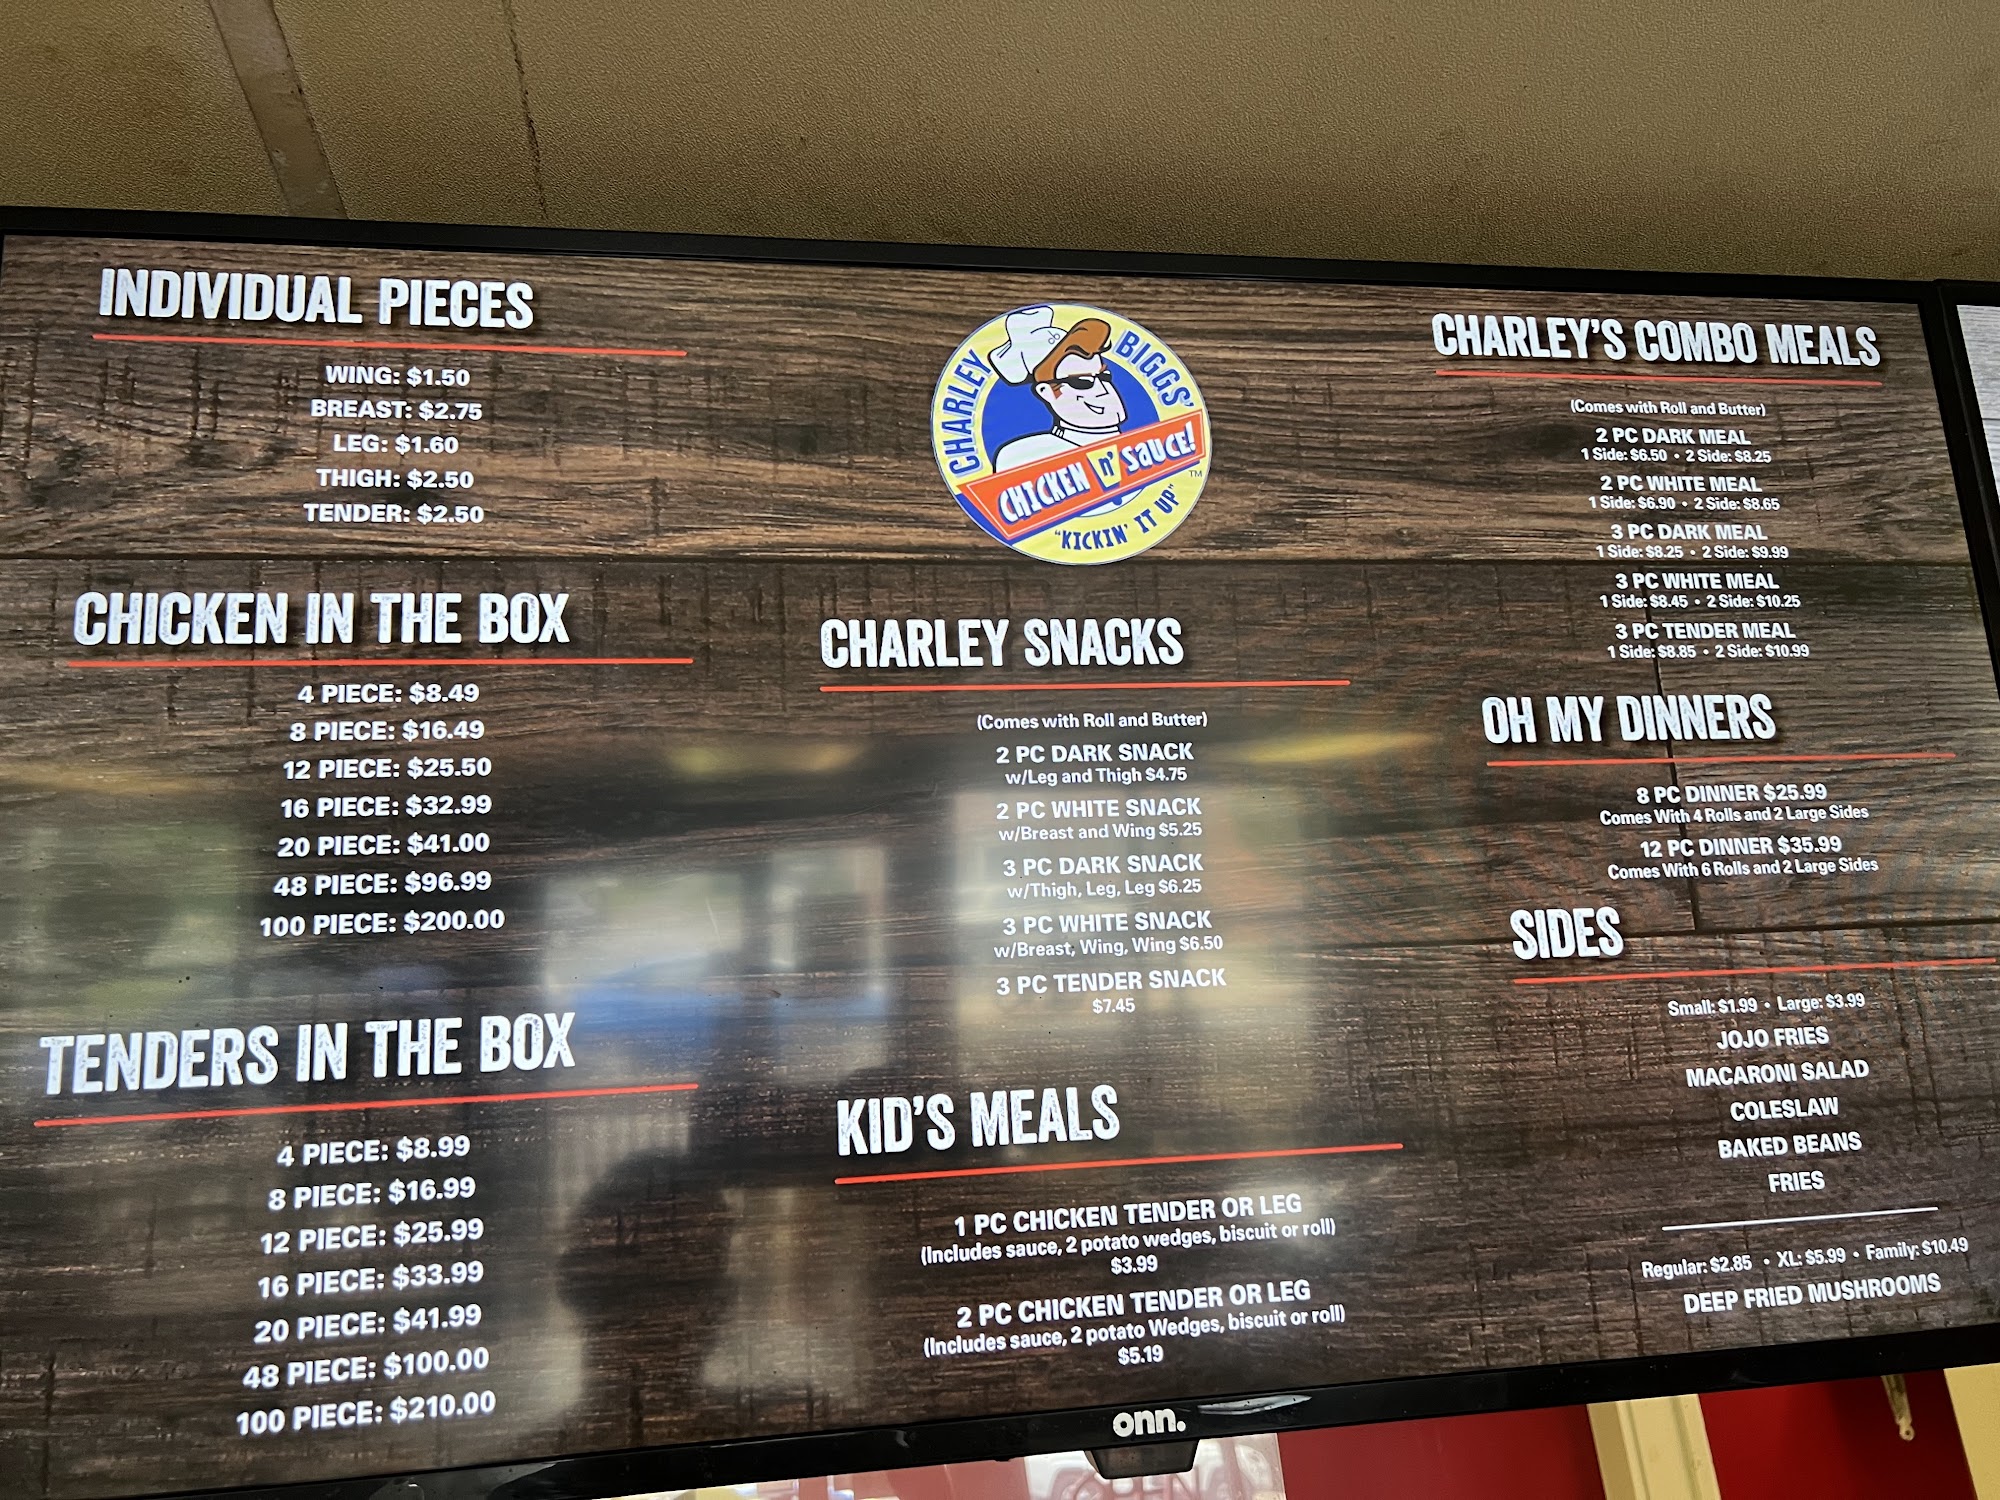 INDIVIDUAL PIECES
WING: $1.50
BREAST: $2.75
LEG: $1.60
THIGH: $2.50
TENDER: $2.50
CHICKEN IN THE BOX
4 PIECE: $8.49
8 PIECE: $16.49
12 PIECE: $25.50
16 PIECE: $32.99
20 PIECE: $41.00
48 PIECE: $96.99
100 PIECE: $200.00
TENDERS IN THE BOX
4 PIECE: $8.99
8 PIECE: $16.99
12 PIECE: $25.99
16 PIECE: $33.99
20 PIECE: $41.99
48 PIECE: $100.00
100 PIECE: $210.00
CHARLEY BIGGS'
CHICKEN n' SAUCE!
TM
"KICKIN' IT UP"
CHARLEY SNACKS
(Comes with Roll and Butter)
2 PC DARK SNACK
w/Leg and Thigh $4.75
2 PC WHITE SNACK
w/Breast and Wing $5.25
3 PC DARK SNACK
w/Thigh, Leg, Leg $6.25
3 PC WHITE SNACK
w/Breast, Wing, Wing $6.50
3 PC TENDER SNACK
$7.45
KID'S MEALS
1 PC CHICKEN TENDER OR LEG
(Includes sauce, 2 potato wedges, biscuit or roll)
$3.99
2 PC CHICKEN TENDER OR LEG
(Includes sauce, 2 potato Wedges, biscuit or roll)
$5.19
CHARLEY'S COMBO MEALS
(Comes with Roll and Butter)
2 PC DARK MEAL
1 Side: $6.50 • 2 Side: $8.25
2 PC WHITE MEAL
1 Side: $6.90 • 2 Side: $8.65
3 PC DARK MEAL
1 Side: $8.25 • 2 Side: $9.99
3 PC WHITE MEAL
1 Side: $8.45 • 2 Side: $10.25
3 PC TENDER MEAL
1 Side: $8.85 • 2 Side: $10.99
OH MY DINNERS
8 PC DINNER $25.99
Comes With 4 Rolls and 2 Large Sides
12 PC DINNER $35.99
Comes With 6 Rolls and 2 Large Sides
SIDES
Small: $1.99 • Large: $3.99
JOJO FRIES
MACARONI SALAD
COLESLAW
BAKED BEANS
FRIES
Regular: $2.85 • XL: $5.99 • Family: $10.49
DEEP FRIED MUSHROOMS
onn.